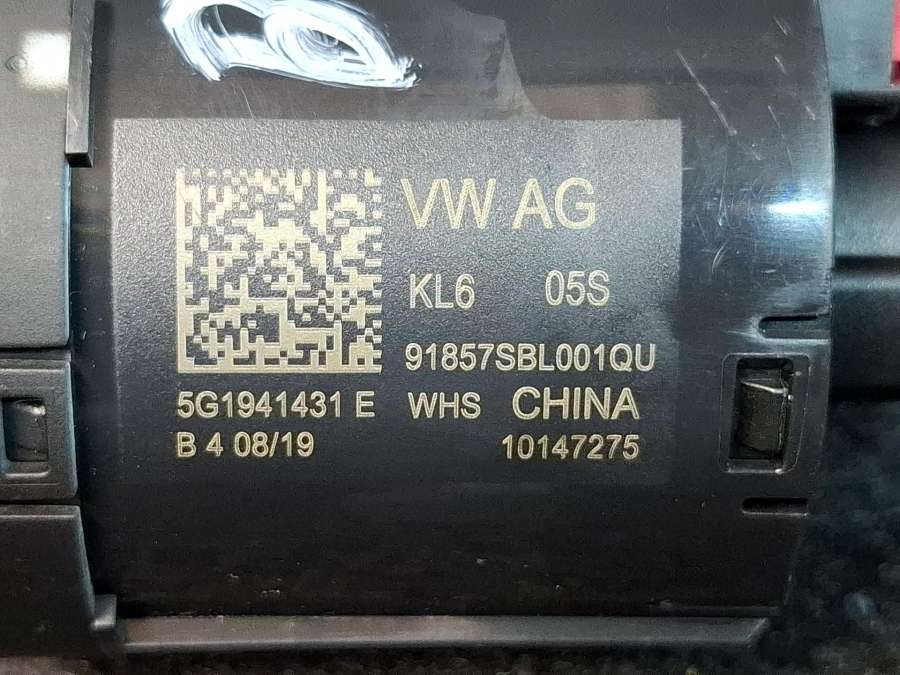 VW AG
KL6 05S
91857SBL001QU
5G1941431 E WHS CHINA
B 4 08/19 10147275